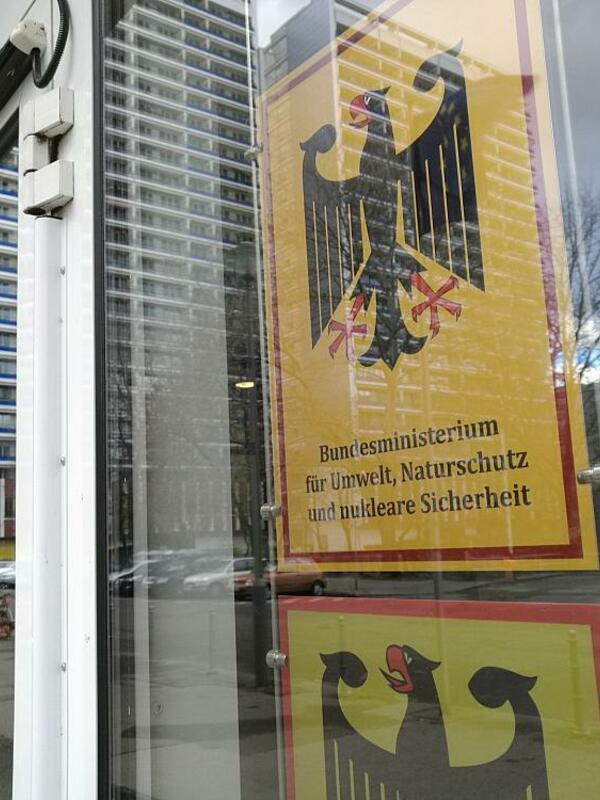 Bundesministerium
für Umwelt, Naturschutz
und nukleare Sicherheit